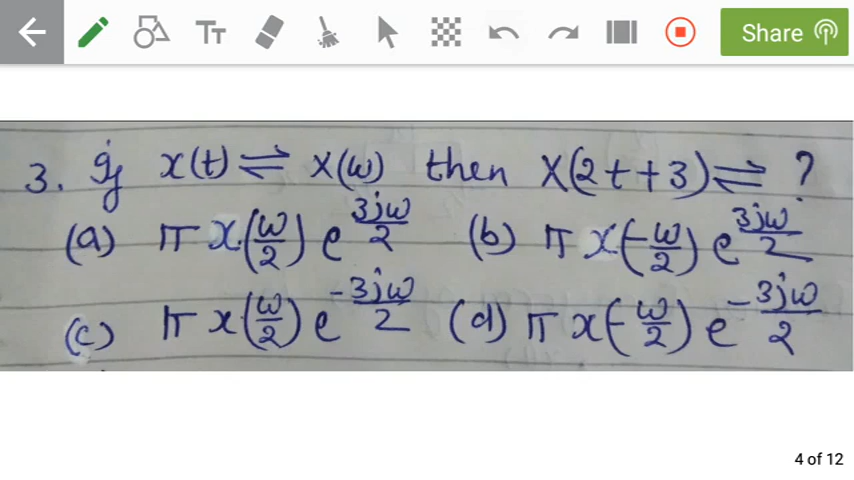 Share
3. If x(t) ⇌ X(ω) then X(2t+3) ⇌ ?
(a) π x(ω/2) e^(3jω/2) (b) π x(-ω/2) e^(3jω/2)
(c) π x(ω/2) e^(-3jω/2) (d) π x(-ω/2) e^(-3jω/2)
4 of 12